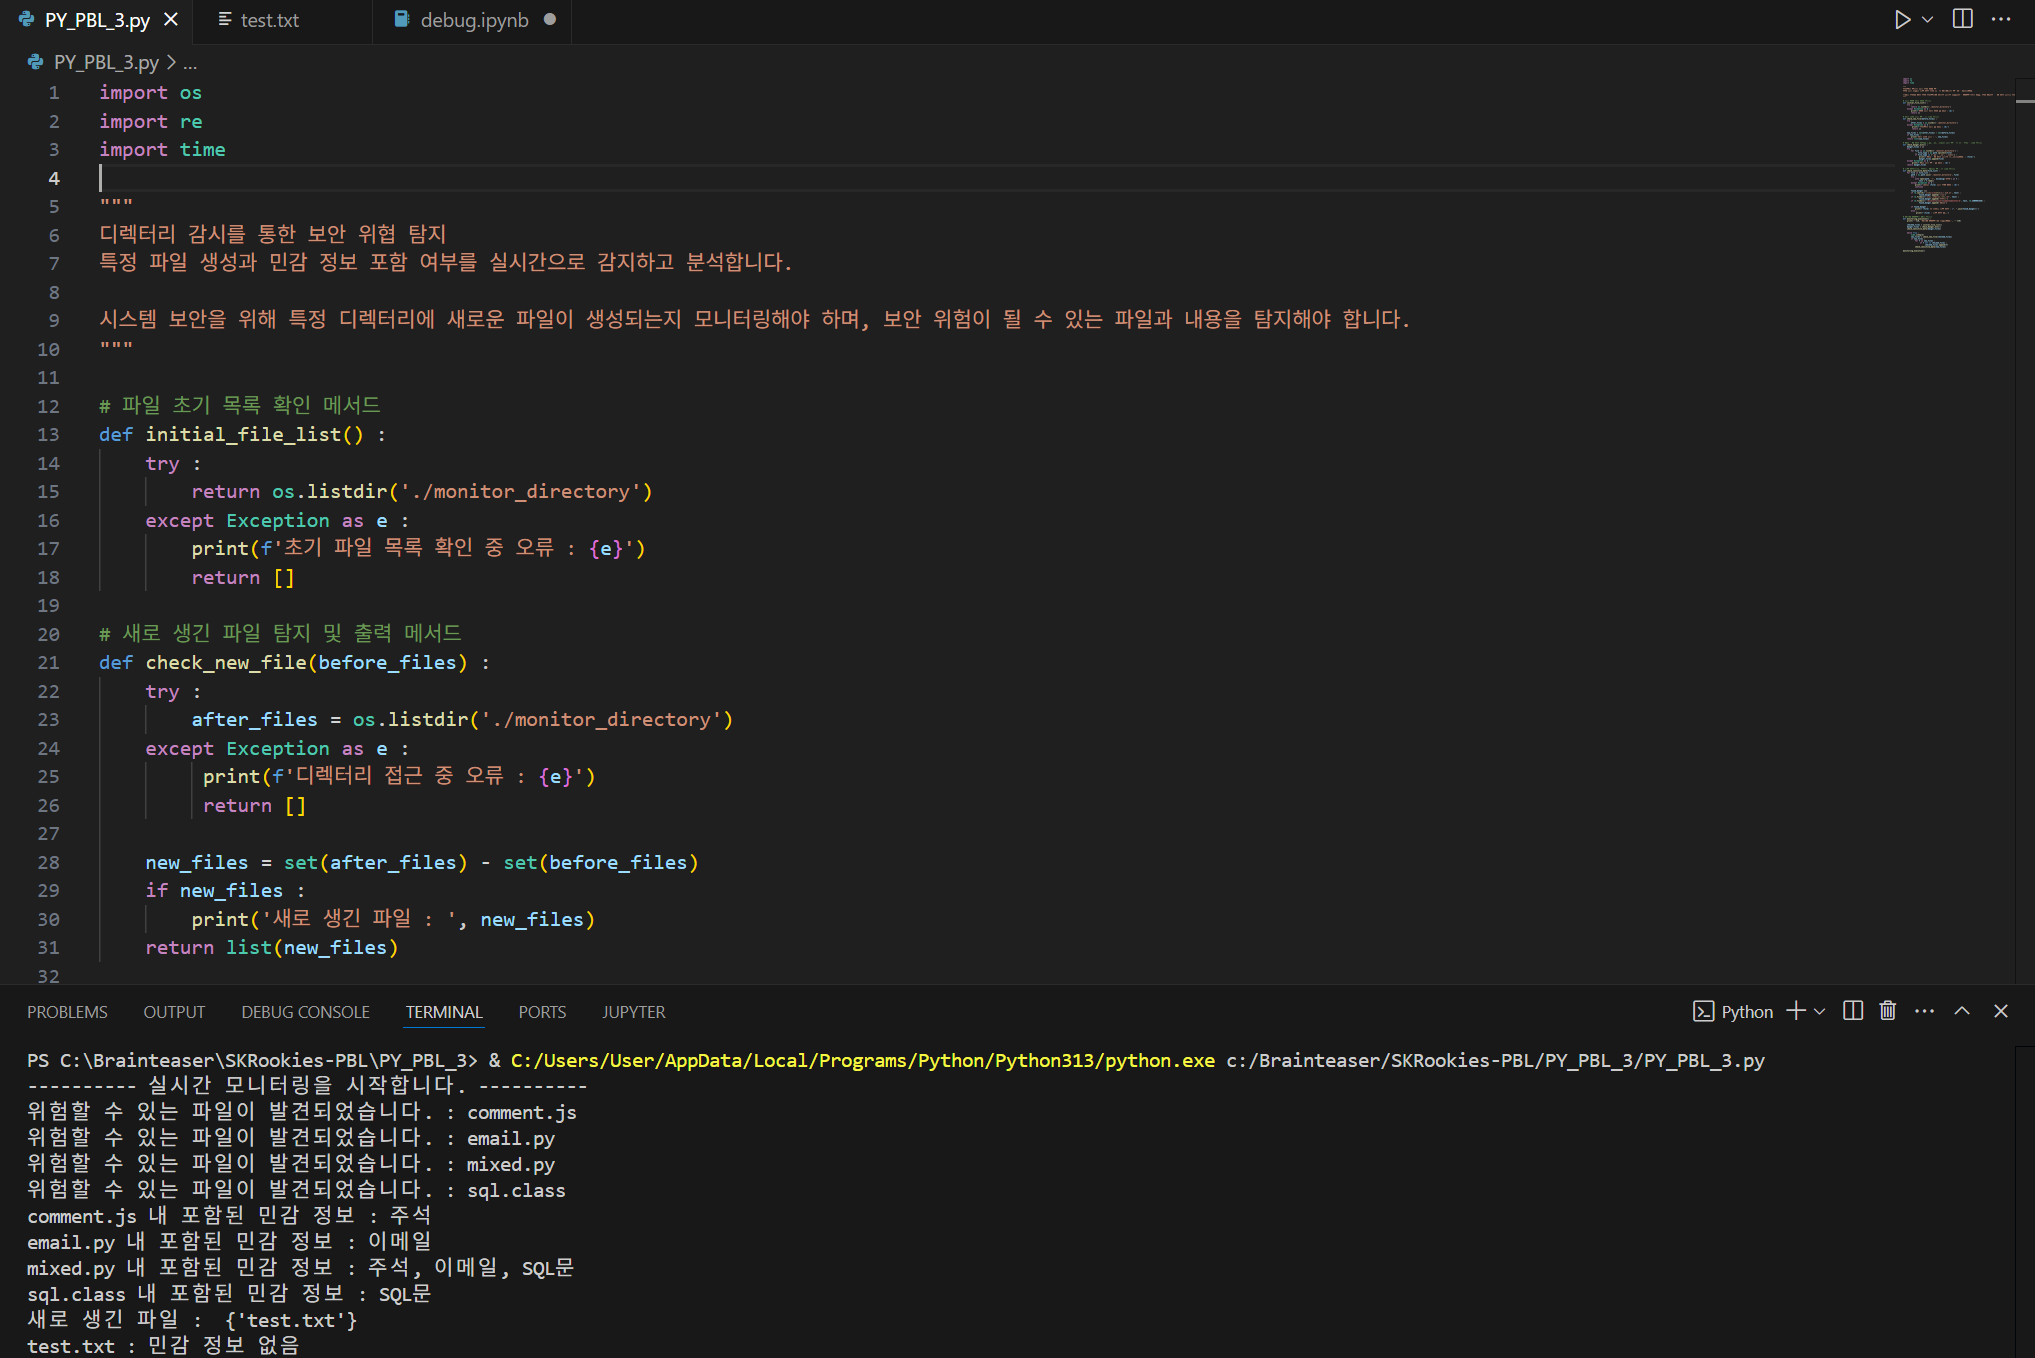 PY_PBL_3.py
test.txt
debug.ipynb
PY_PBL_3.py > ...
1 import os
2 import re
3 import time
4
5 """
6 디렉터리 감시를 통한 보안 위협 탐지
7 특정 파일 생성과 민감 정보 포함 여부를 실시간으로 감지하고 분석합니다.
8
9 시스템 보안을 위해 특정 디렉터리에 새로운 파일이 생성되는지 모니터링해야 하며, 보안 위험이 될 수 있는 파일과 내용을 탐지해야 합니다.
10 """
11
12 # 파일 초기 목록 확인 메서드
13 def initial_file_list() :
14     try :
15         return os.listdir('./monitor_directory')
16     except Exception as e :
17         print(f'초기 파일 목록 확인 중 오류 : {e}')
18         return []
19
20 # 새로 생긴 파일 탐지 및 출력 메서드
21 def check_new_file(before_files) :
22     try :
23         after_files = os.listdir('./monitor_directory')
24     except Exception as e :
25          print(f'디렉터리 접근 중 오류 : {e}')
26          return []
27
28     new_files = set(after_files) - set(before_files)
29     if new_files :
30         print('새로 생긴 파일 : ', new_files)
31     return list(new_files)
32
PROBLEMS OUTPUT DEBUG CONSOLE TERMINAL PORTS JUPYTER
Python
PS C:\Brainteaser\SKRookies-PBL\PY_PBL_3> & C:/Users/User/AppData/Local/Programs/Python/Python313/python.exe c:/Brainteaser/SKRookies-PBL/PY_PBL_3/PY_PBL_3.py
---------- 실시간 모니터링을 시작합니다. ----------
위험할 수 있는 파일이 발견되었습니다. : comment.js
위험할 수 있는 파일이 발견되었습니다. : email.py
위험할 수 있는 파일이 발견되었습니다. : mixed.py
위험할 수 있는 파일이 발견되었습니다. : sql.class
comment.js 내 포함된 민감 정보 : 주석
email.py 내 포함된 민감 정보 : 이메일
mixed.py 내 포함된 민감 정보 : 주석, 이메일, SQL문
sql.class 내 포함된 민감 정보 : SQL문
새로 생긴 파일 :  {'test.txt'}
test.txt : 민감 정보 없음